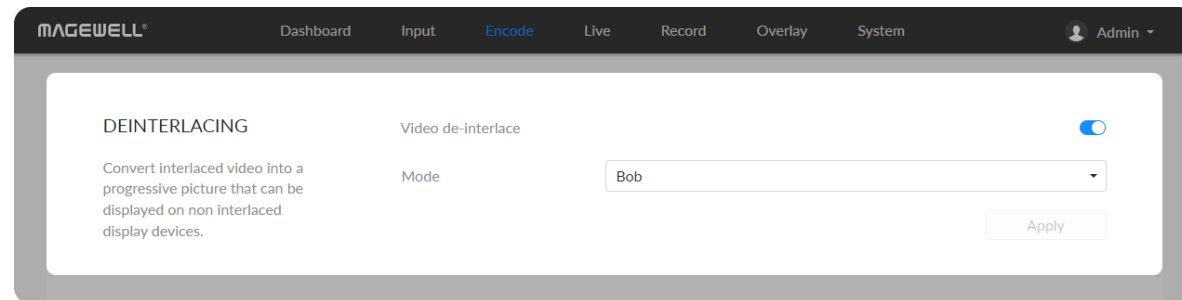 MAGEWELL®
Dashboard
Input
Encode
Live
Record
Overlay
System
Admin
DEINTERLACING
Convert interlaced video into a
progressive picture that can be
displayed on non interlaced
display devices.
Video de-interlace
Mode
Bob
Apply